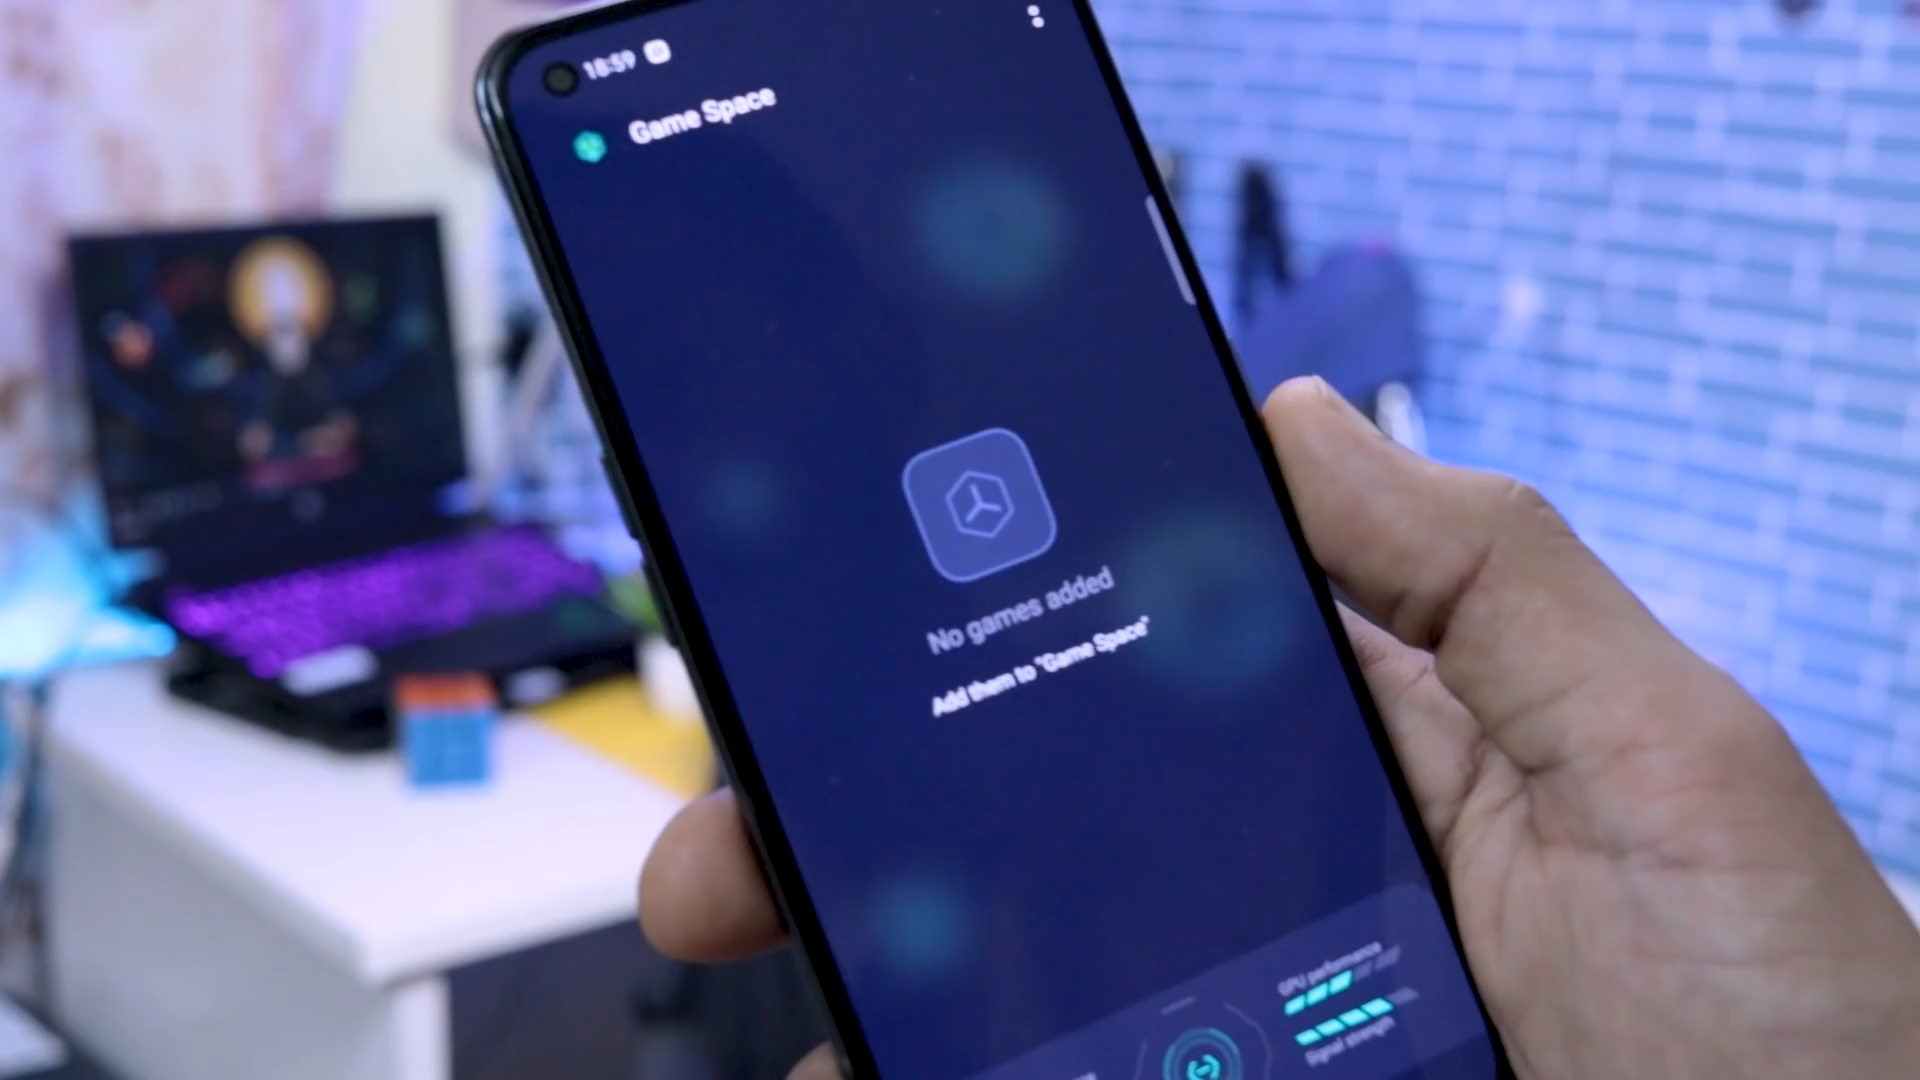 18:59
Game Space
No games added
Add them to "Game Space"
GPU performance
Signal strength